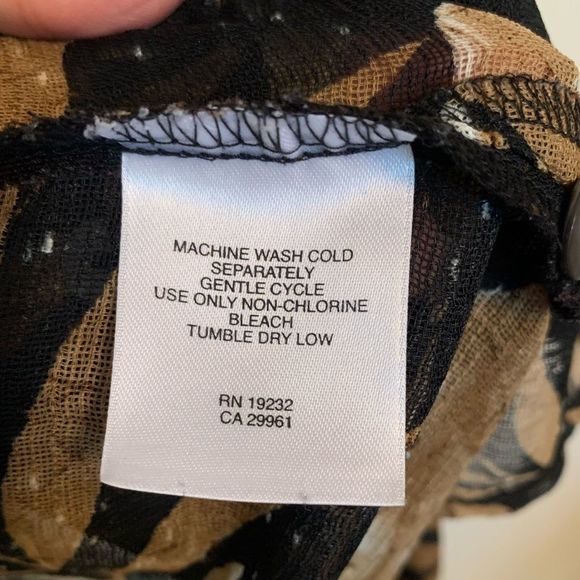 MACHINE WASH COLD
SEPARATELY
GENTLE CYCLE
USE ONLY NON-CHLORINE
BLEACH
TUMBLE DRY LOW
RN 19232
CA 29961